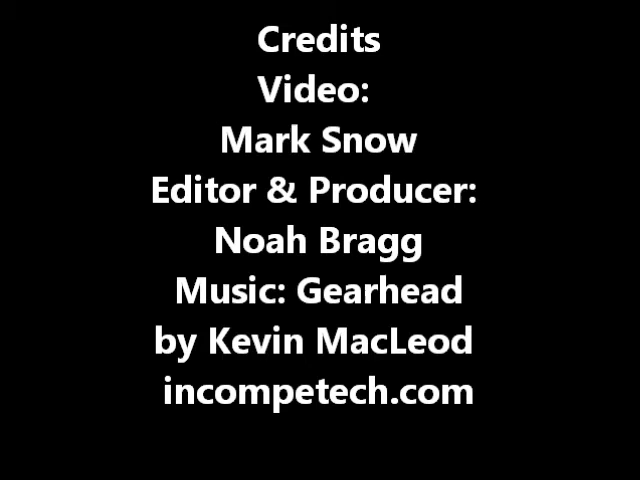 Credits
Video:
Mark Snow
Editor & Producer:
Noah Bragg
Music: Gearhead
by Kevin MacLeod
incompetech.com